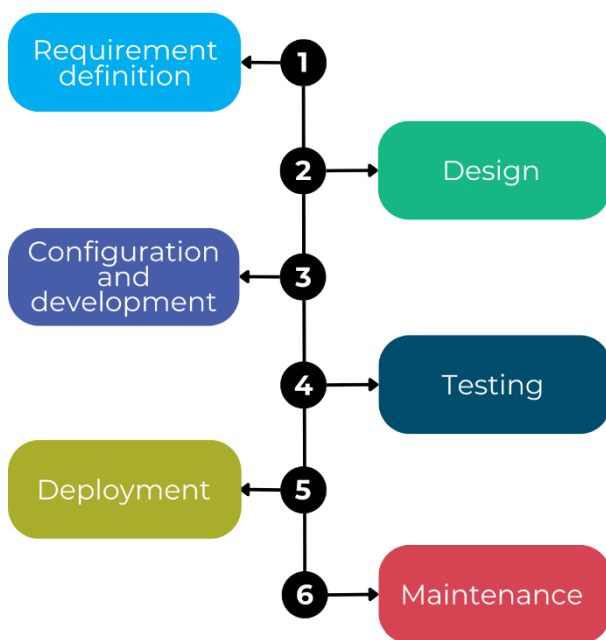 1
Requirement
definition
2
Design
3
Configuration
and
development
4
Testing
5
Deployment
6
Maintenance